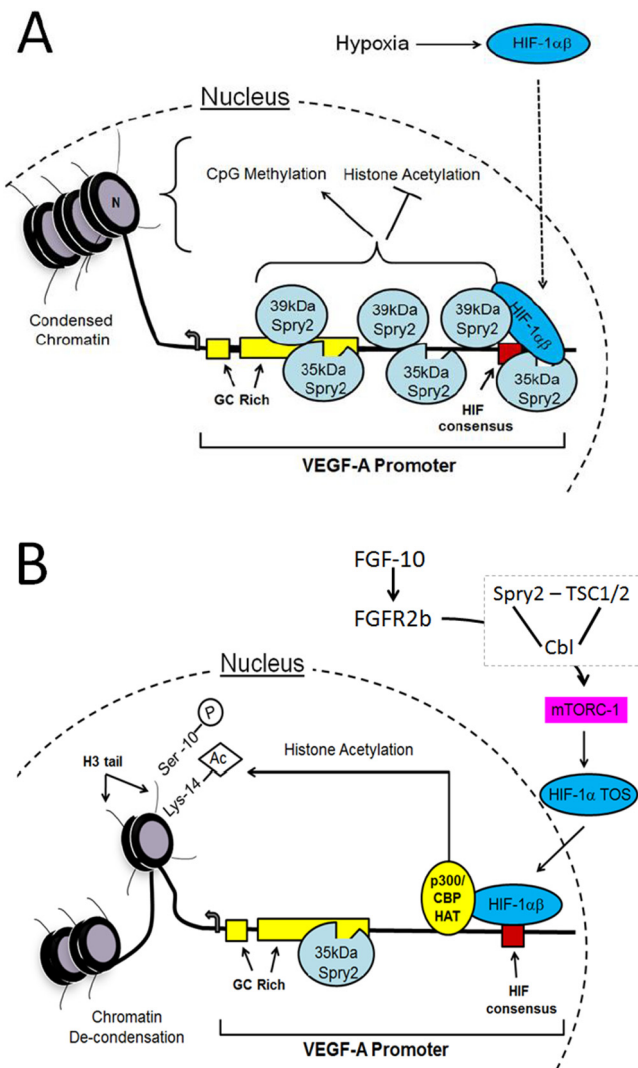 A
Hypoxia
HIF-1αβ
Nucleus
CpG Methylation
Histone Acetylation
N
Condensed
Chromatin
39kDa
Spry2
39kDa
Spry2
39kDa
Spry2
HIF-1αβ
35kDa
Spry2
35kDa
Spry2
35kDa
Spry2
GC Rich
HIF
consensus
VEGF-A Promoter
B
FGF-10
FGFR2b
Spry2 – TSC1/2
Cbl
mTORC-1
HIF-1α TOS
Nucleus
P
Ser -10
Ac
Lys-14
H3 tail
Histone Acetylation
p300/
CBP
HAT
HIF-1αβ
35kDa
Spry2
GC Rich
HIF
consensus
Chromatin
De-condensation
VEGF-A Promoter